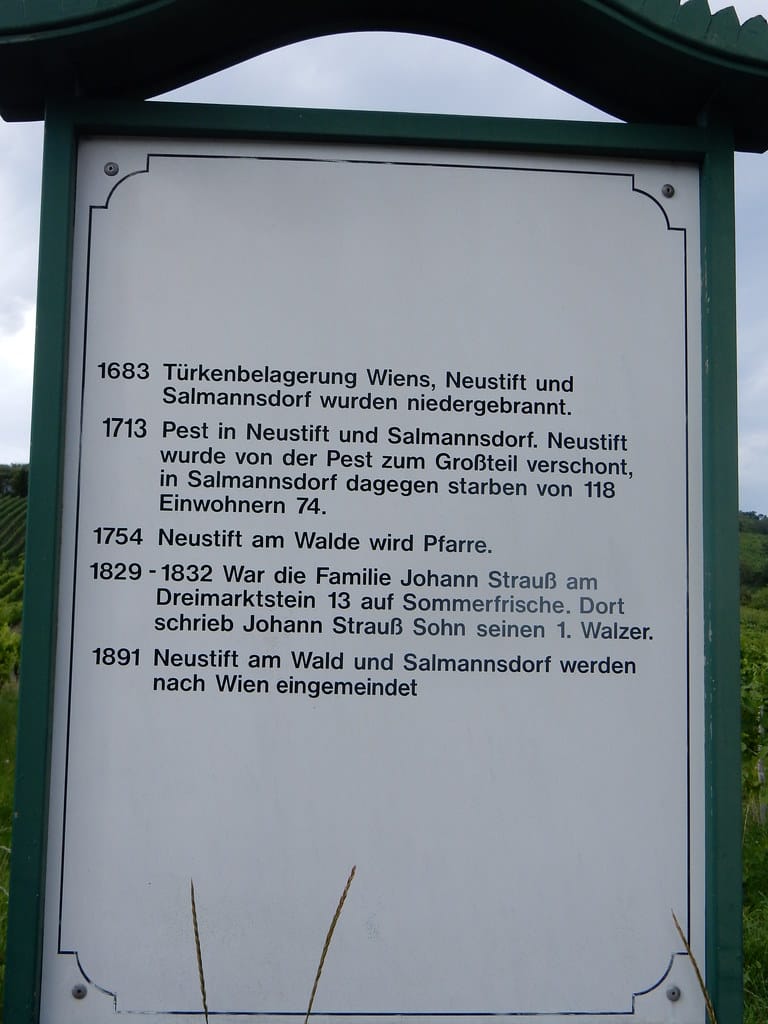 1683 Türkenbelagerung Wiens, Neustift und
Salmannsdorf wurden niedergebrannt.
1713 Pest in Neustift und Salmannsdorf. Neustift
wurde von der Pest zum Großteil verschont,
in Salmannsdorf dagegen starben von 118
Einwohnern 74.
1754 Neustift am Walde wird Pfarre.
1829 - 1832 War die Familie Johann Strauß am
Dreimarktstein 13 auf Sommerfrische. Dort
schrieb Johann Strauß Sohn seinen 1. Walzer.
1891 Neustift am Wald und Salmannsdorf werden
nach Wien eingemeindet